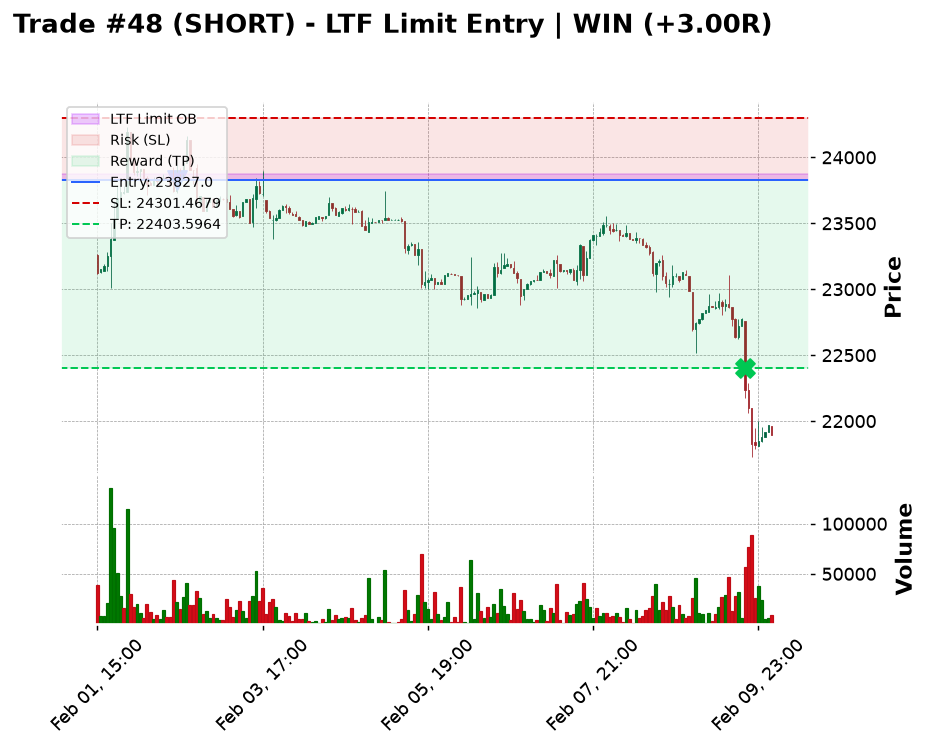 Trade #48 (SHORT) - LTF Limit Entry | WIN (+3.00R)
LTF Limit OB
Risk (SL)
Reward (TP)
Entry: 23827.0
SL: 24301.4679
TP: 22403.5964
24000
23500
23000
22500
22000
Price
100000
50000
Volume
Feb 01, 15:00
Feb 03, 17:00
Feb 05, 19:00
Feb 07, 21:00
Feb 09, 23:00